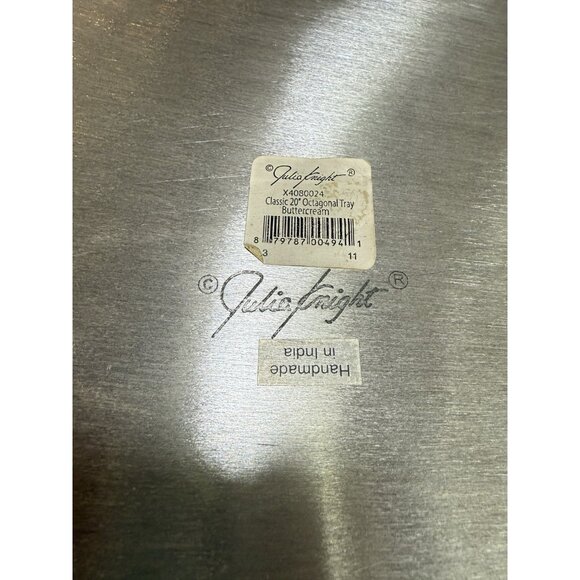 © Julia Knight ®
X4080024
Classic 20" Octagonal Tray
Buttercream
8 79787 00494 1
3 11
© Julia Knight ®
Handmade
in India